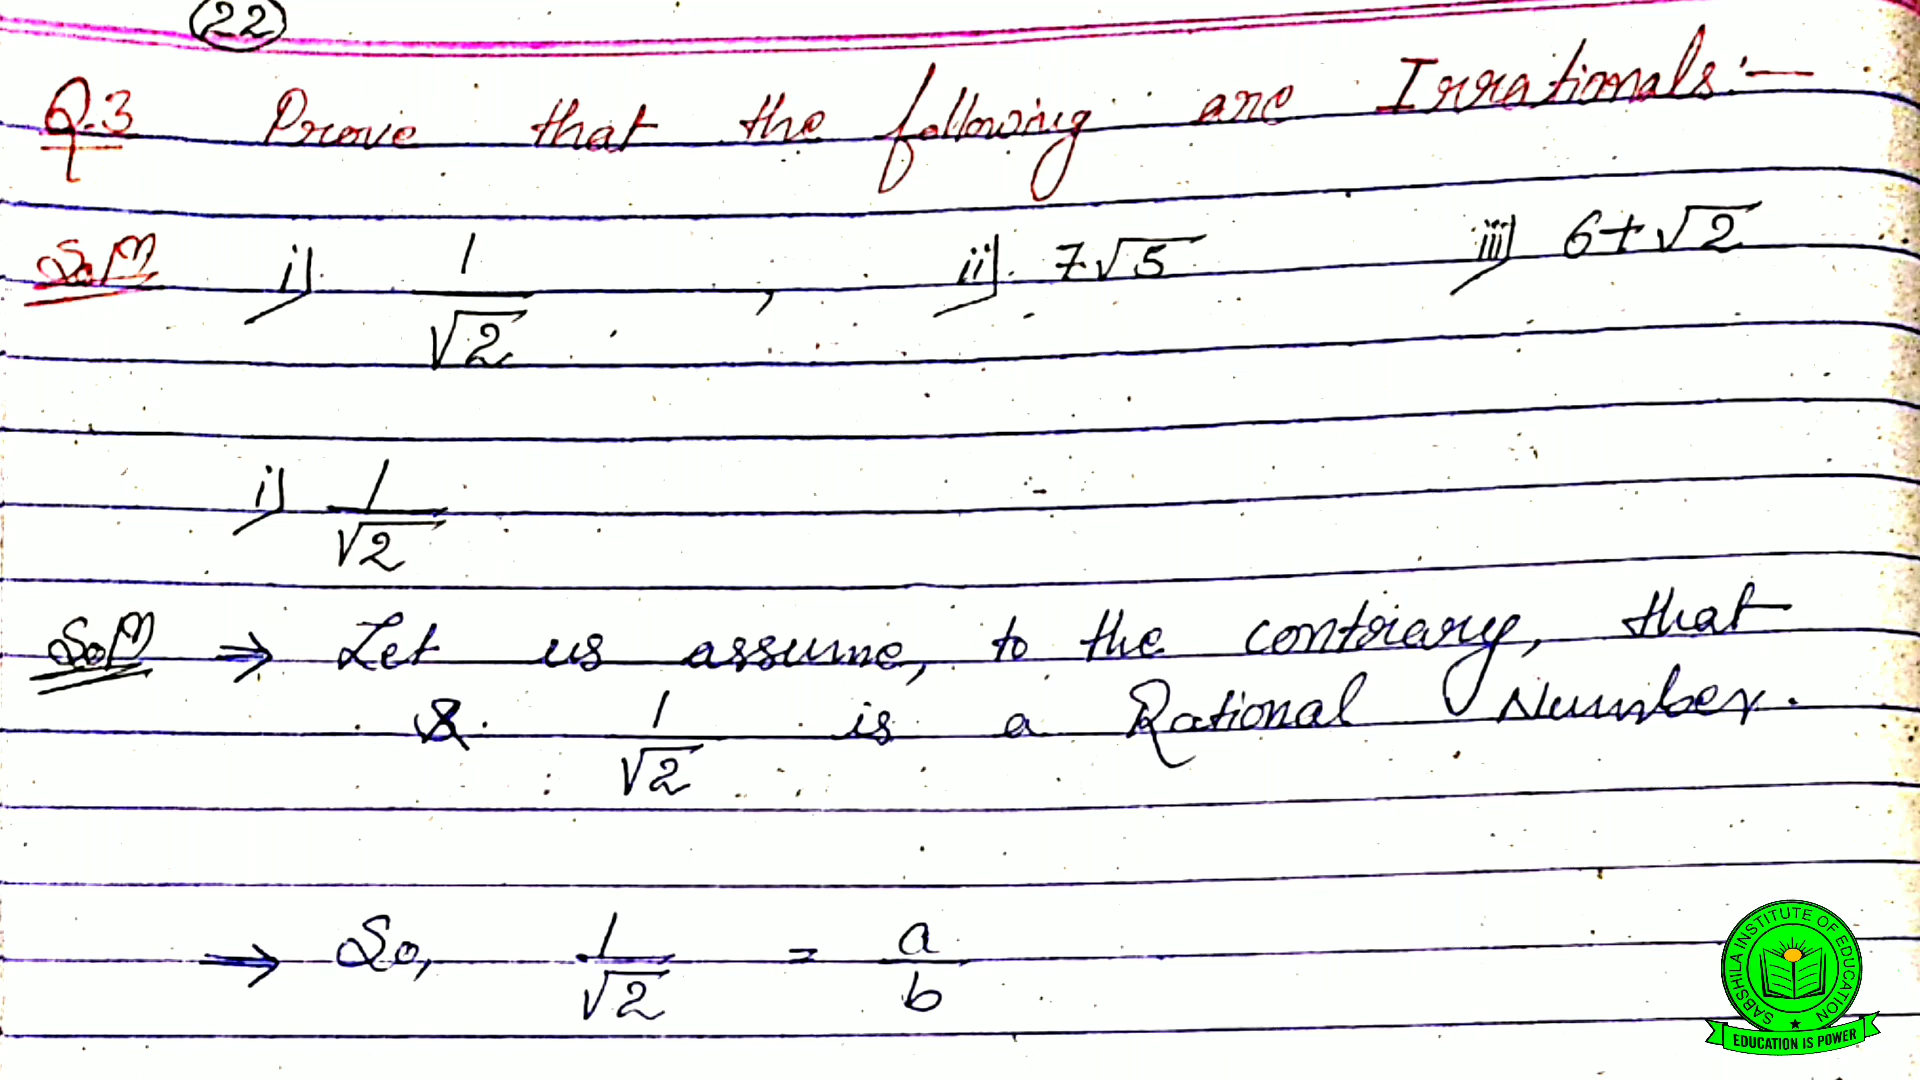 22
Q.3 Prove that the following are Irrationals:—
Soln i) 1/√2 , ii) 7√5 iii) 6+√2
i) 1/√2
Soln ⇒ Let us assume, to the contrary, that
1/√2 is a Rational Number.
⇒ So, 1/√2 = a/b
SABSHILA INSTITUTE OF EDUCATION
EDUCATION IS POWER